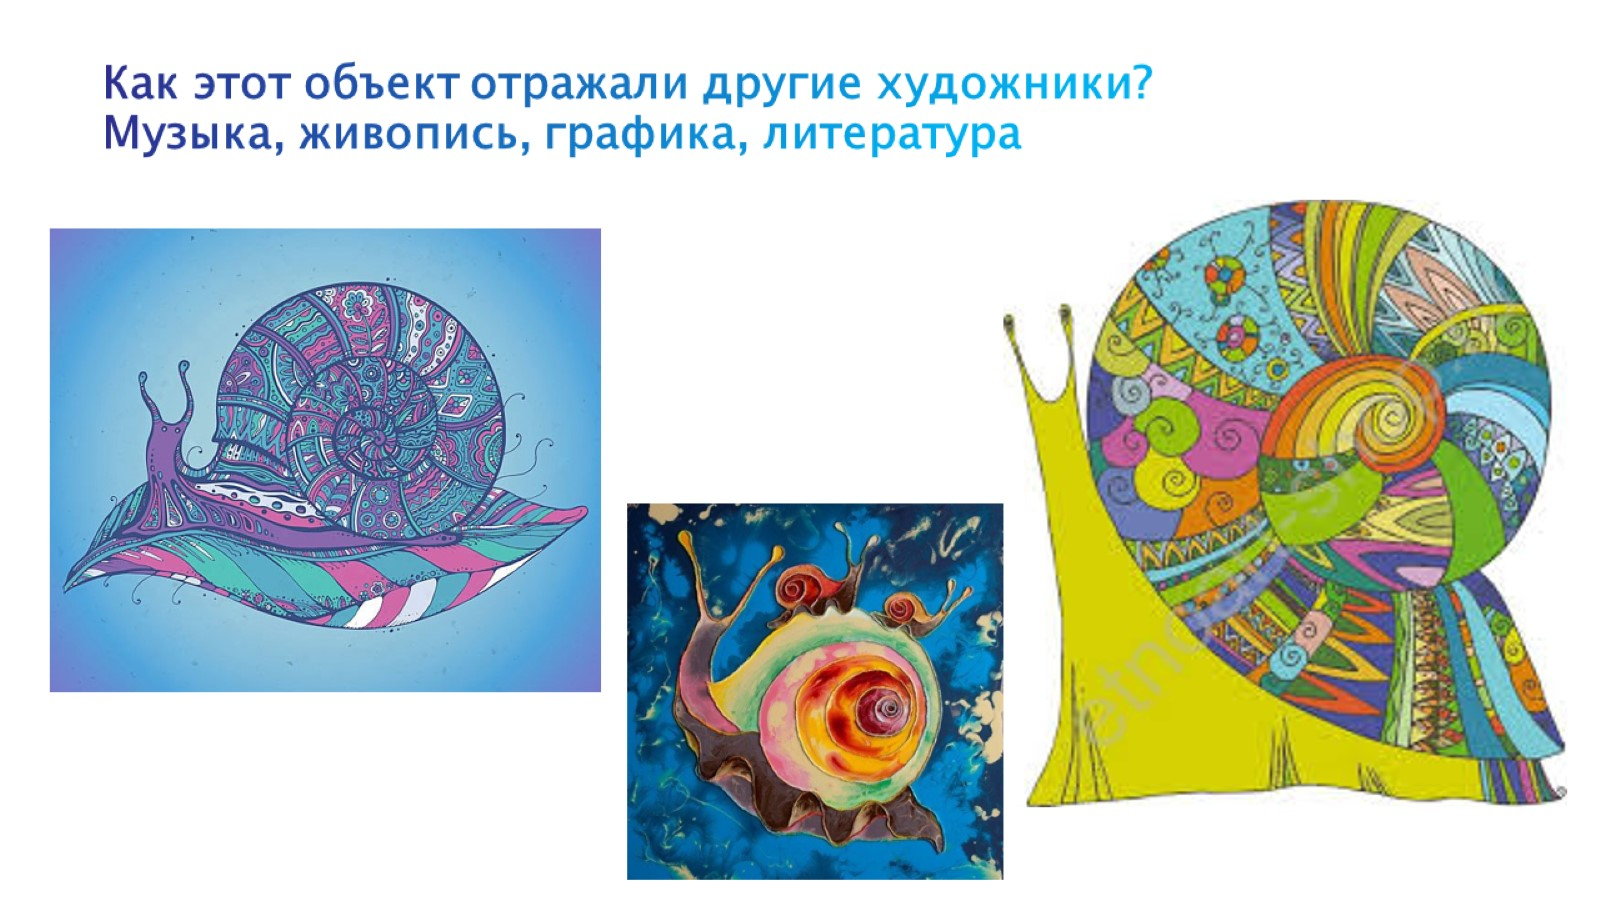 Как этот объект отражали другие художники?
Музыка, живопись, графика, литература